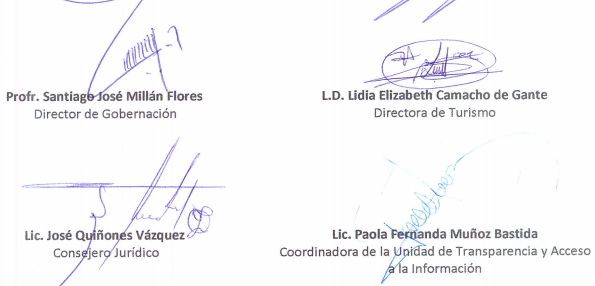 Profr. Santiago José Millán Flores
Director de Gobernación
L.D. Lidia Elizabeth Camacho de Gante
Directora de Turismo
Lic. José Quiñones Vázquez
Consejero Jurídico
Lic. Paola Fernanda Muñoz Bastida
Coordinadora de la Unidad de Transparencia y Acceso
a la Información